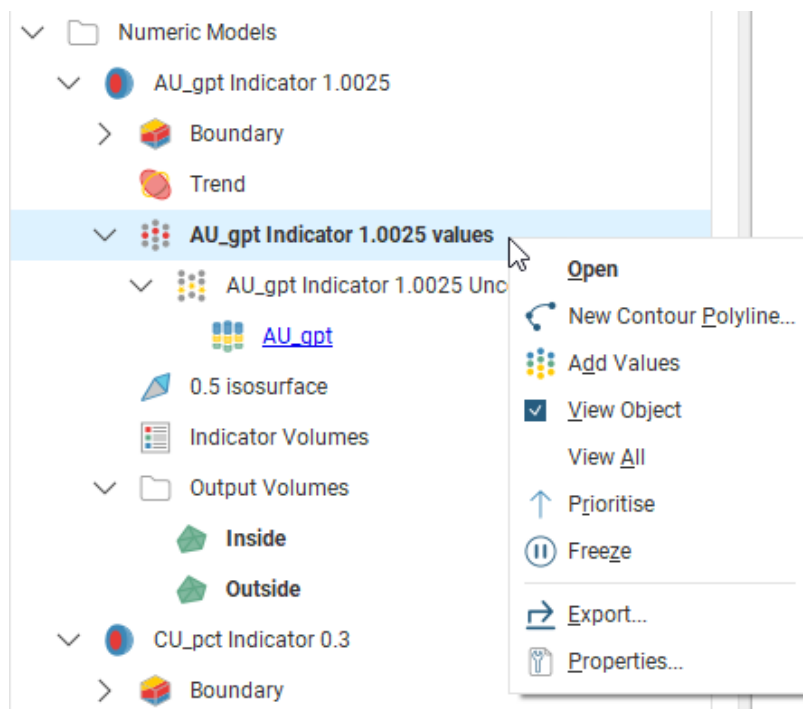 Numeric Models
AU_gpt Indicator 1.0025
Boundary
Trend
AU_gpt Indicator 1.0025 values
AU_gpt Indicator 1.0025
AU_gpt
0.5 isosurface
Indicator Volumes
Output Volumes
Inside
Outside
CU_pct Indicator 0.3
Boundary
Open
New Contour Polyline...
Add Values
View Object
View All
Prioritise
Freeze
Export...
Properties...